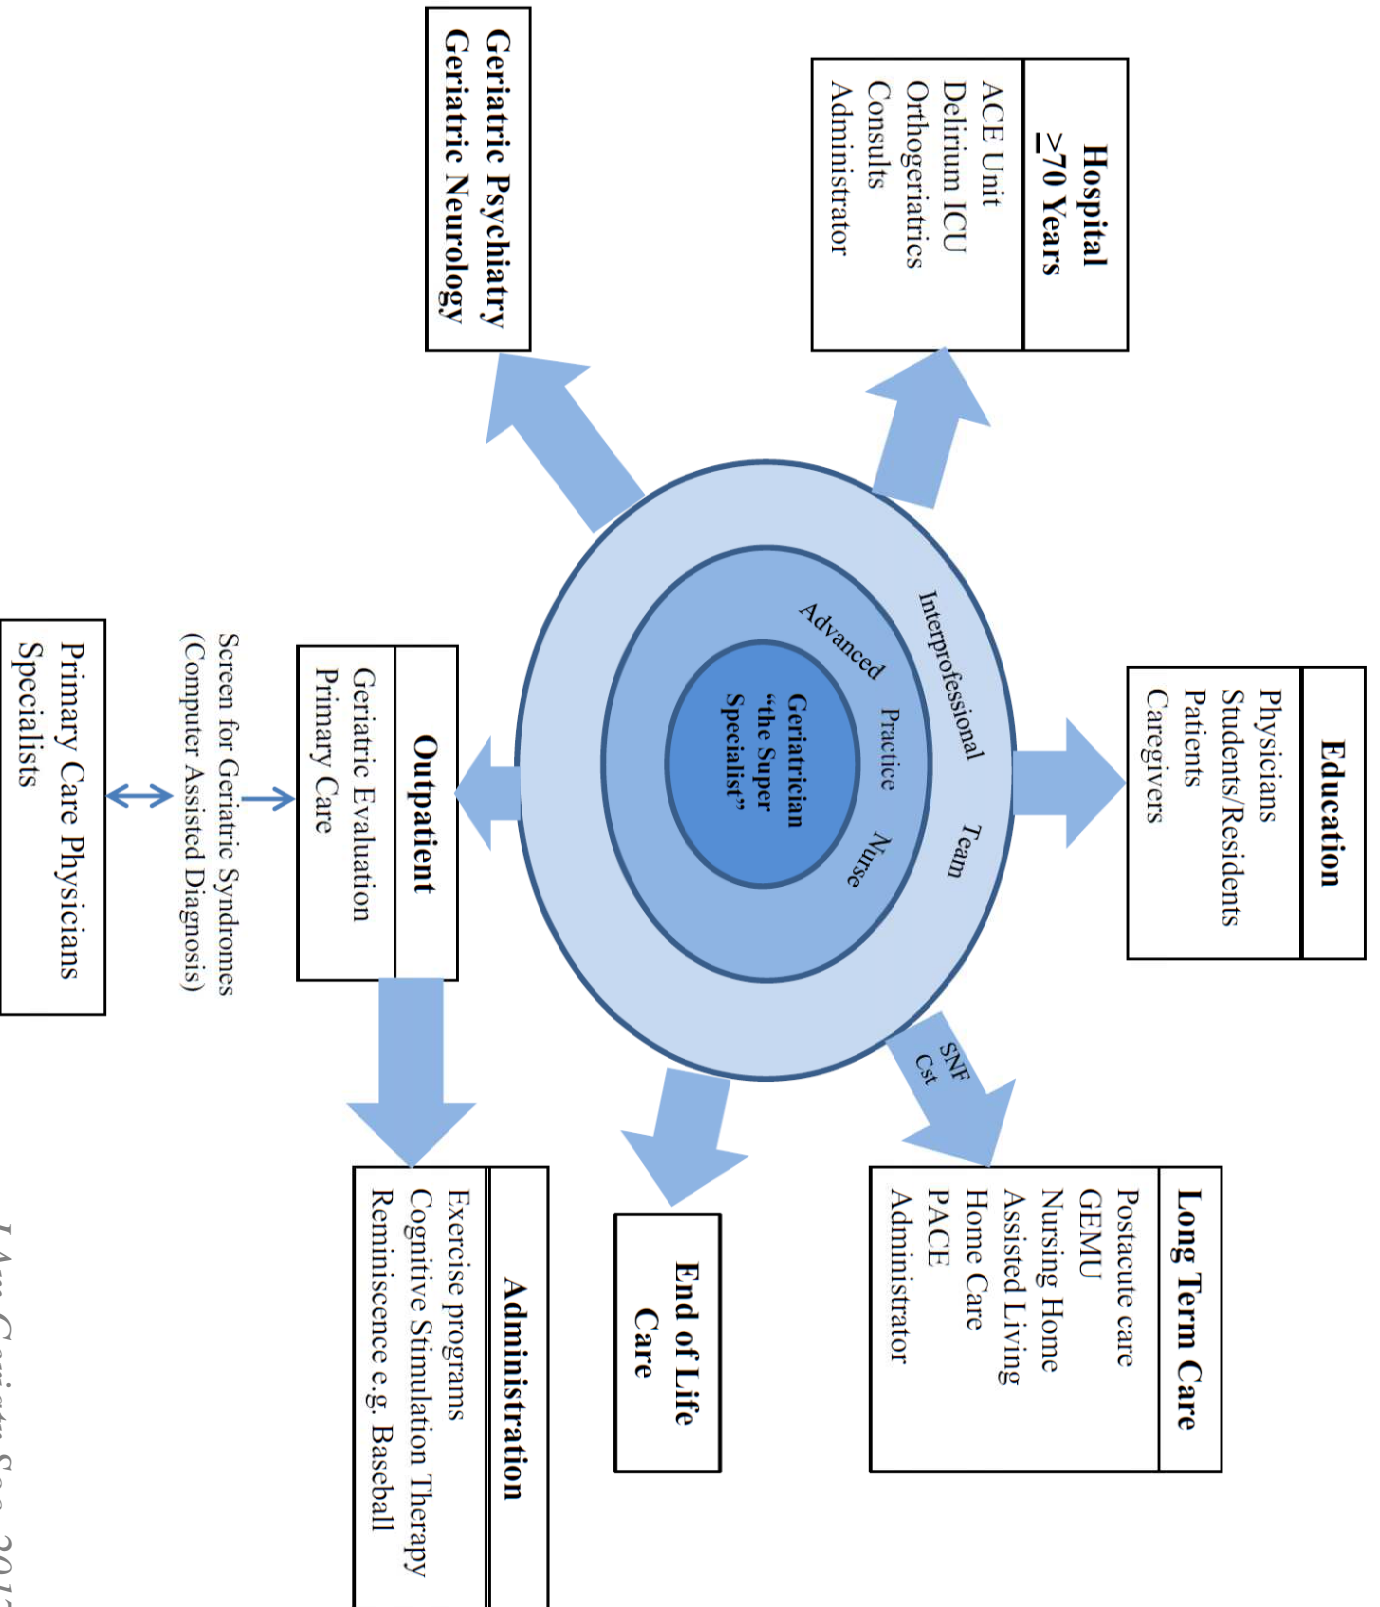 Education
Physicians
Students/Residents
Patients
Caregivers
Hospital
≥70 Years
ACE Unit
Delirium ICU
Orthogeriatrics
Consults
Administrator
Long Term Care
Postacute care
GEMU
Nursing Home
Assisted Living
Home Care
PACE
Administrator
SNF
Cst
Interprofessional Team
Advanced Practice Nurse
Geriatrician
“the Super
Specialist”
Geriatric Psychiatry
Geriatric Neurology
End of Life
Care
Outpatient
Geriatric Evaluation
Primary Care
Administration
Exercise programs
Cognitive Stimulation Therapy
Reminiscence e.g. Baseball
Screen for Geriatric Syndromes
(Computer Assisted Diagnosis)
Primary Care Physicians
Specialists
J Am Geriatr Soc